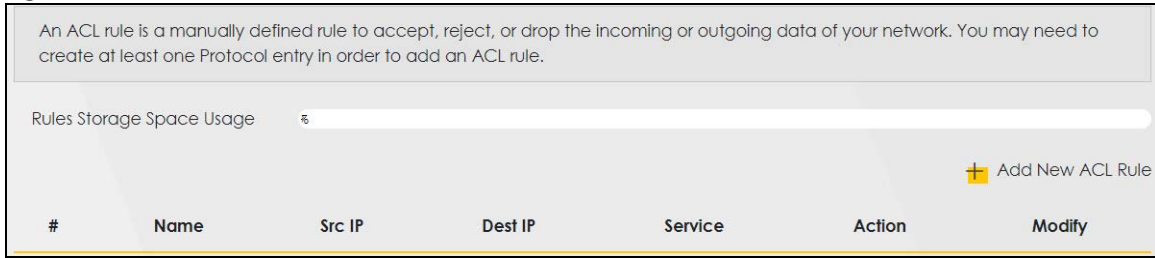 An ACL rule is a manually defined rule to accept, reject, or drop the incoming or outgoing data of your network. You may need to
create at least one Protocol entry in order to add an ACL rule.
Rules Storage Space Usage
+ Add New ACL Rule
# Name Src IP Dest IP Service Action Modify